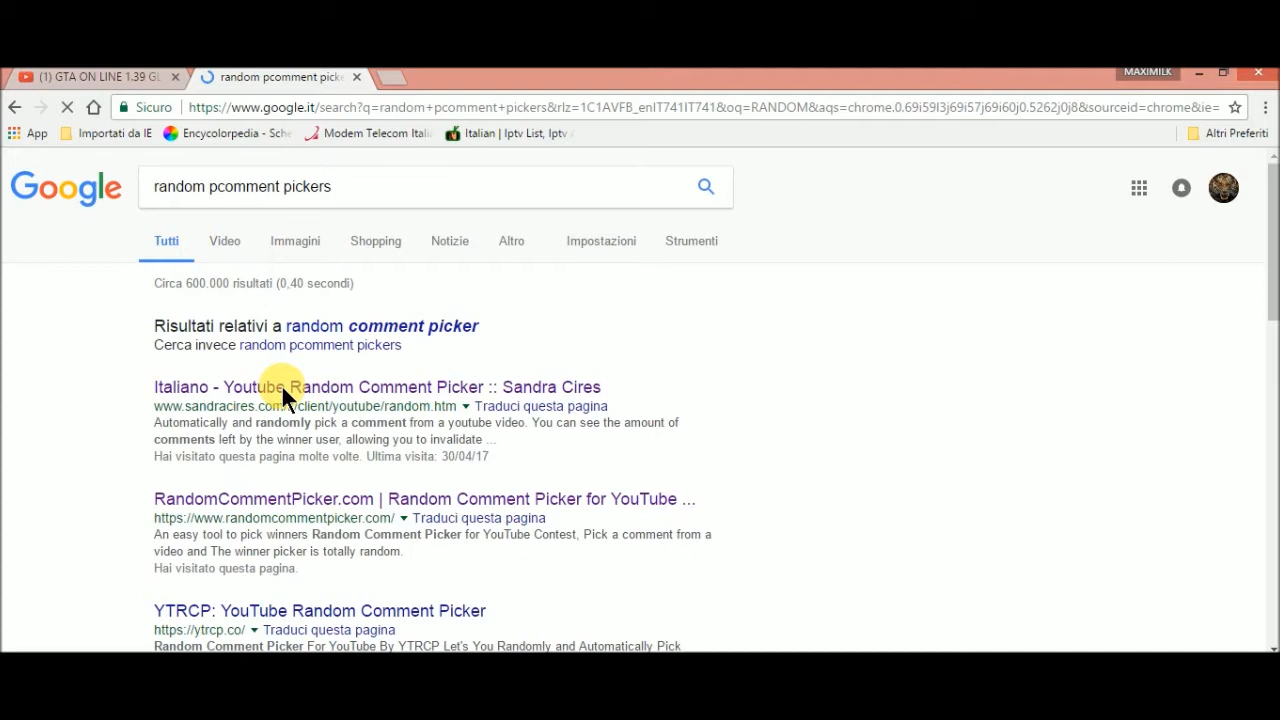 (1) GTA ON LINE 1.39 GL
random pcomment picke
MAXIMILK
Sicuro
https://www.google.it/search?q=random+pcomment+pickers&rlz=1C1AVFB_enIT741IT741&oq=RANDOM&aqs=chrome.0.69i59l3j69i57j69i60j0.5262j0j8&sourceid=chrome&ie=
App
Importati da IE
Encycolorpedia - Sche
Modem Telecom Itali
Italian | Iptv List, Iptv
Altri Preferiti
Google
random pcomment pickers
Tutti Video Immagini Shopping Notizie Altro Impostazioni Strumenti
Circa 600.000 risultati (0,40 secondi)
Risultati relativi a random comment picker
Cerca invece random pcomment pickers
Italiano - Youtube Random Comment Picker :: Sandra Cires
www.sandracires.com/ /client/youtube/random.htm Traduci questa pagina
Automatically and randomly pick a comment from a youtube video. You can see the amount of
comments left by the winner user, allowing you to invalidate ...
Hai visitato questa pagina molte volte. Ultima visita: 30/04/17
RandomCommentPicker.com | Random Comment Picker for YouTube ...
https://www.randomcommentpicker.com/ Traduci questa pagina
An easy tool to pick winners Random Comment Picker for YouTube Contest, Pick a comment from a
video and The winner picker is totally random.
Hai visitato questa pagina.
YTRCP: YouTube Random Comment Picker
https://ytrcp.co/ Traduci questa pagina
Random Comment Picker For YouTube By YTRCP Let's You Randomly and Automatically Pick